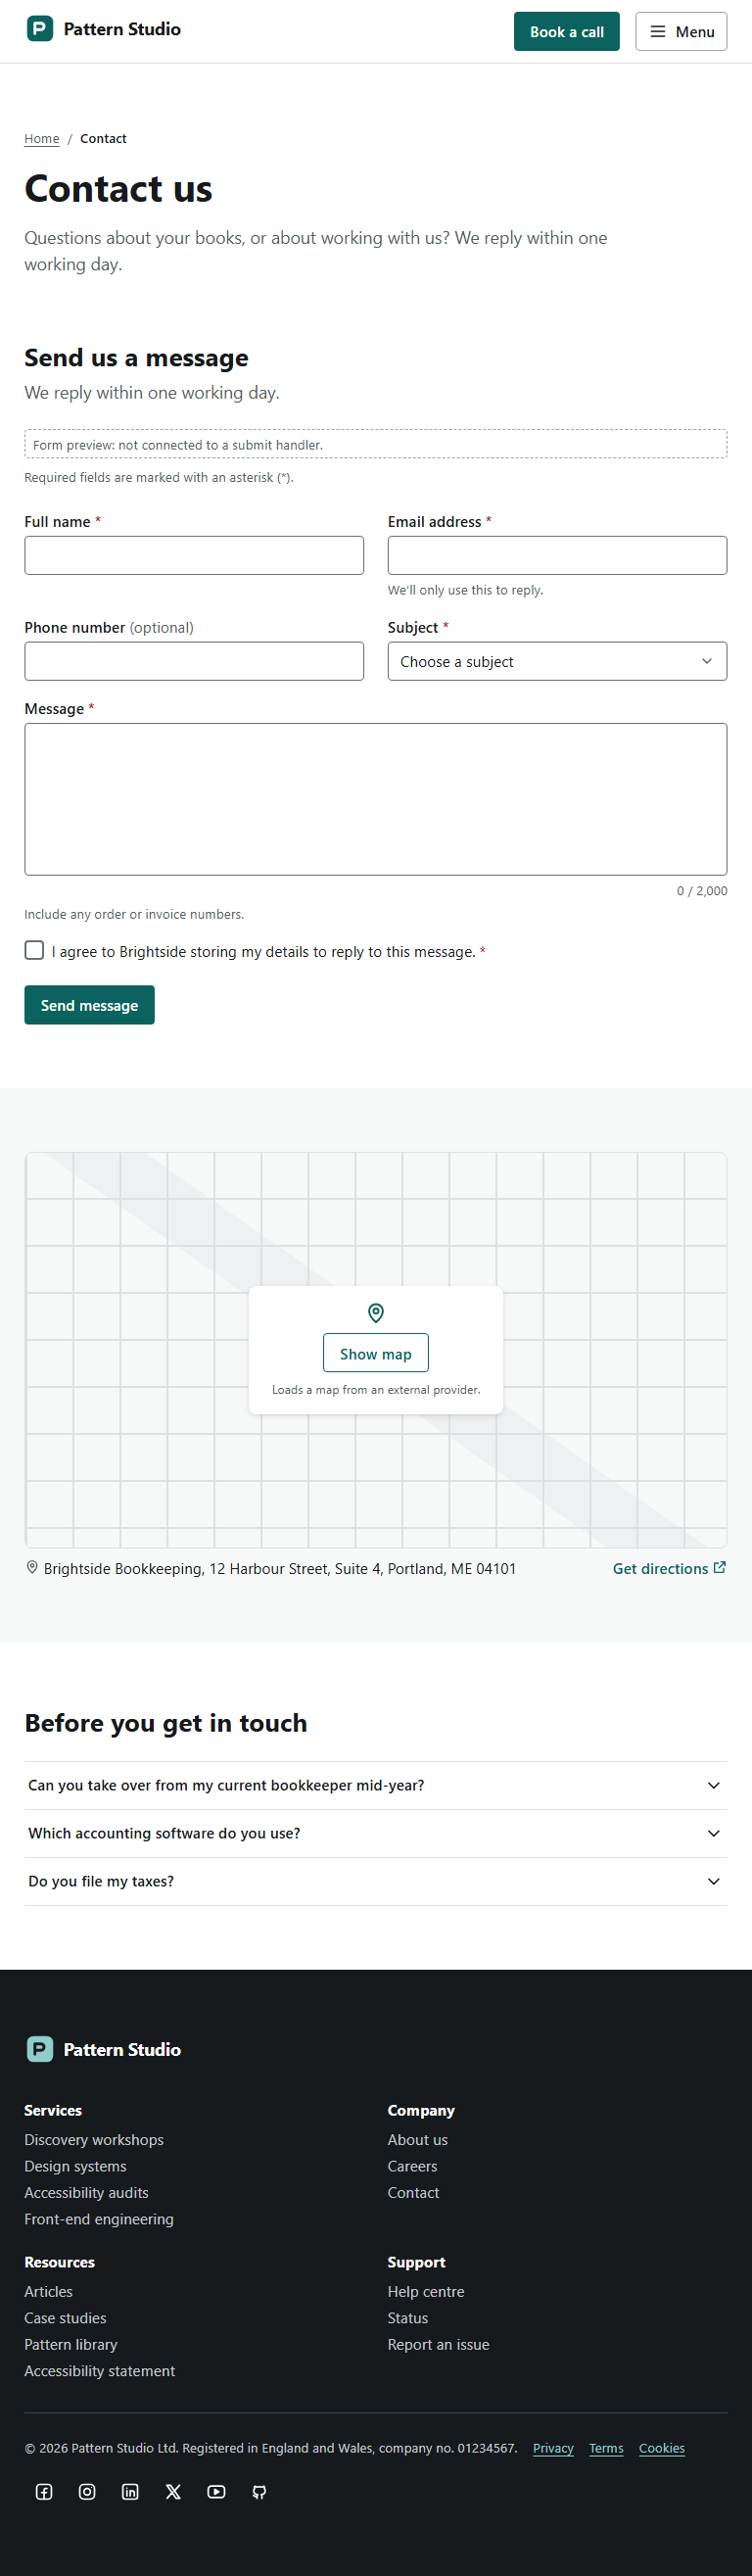 Pattern Studio
Book a call
Menu
Home / Contact
Contact us
Questions about your books, or about working with us? We reply within one
working day.
Send us a message
We reply within one working day.
Form preview: not connected to a submit handler.
Required fields are marked with an asterisk (*).
Full name *
Email address *
We'll only use this to reply.
Phone number (optional)
Subject *
Choose a subject
Message *
0 / 2,000
Include any order or invoice numbers.
I agree to Brightside storing my details to reply to this message. *
Send message
Show map
Loads a map from an external provider.
Brightside Bookkeeping, 12 Harbour Street, Suite 4, Portland, ME 04101
Get directions
Before you get in touch
Can you take over from my current bookkeeper mid-year?
Which accounting software do you use?
Do you file my taxes?
Pattern Studio
Services
Discovery workshops
Design systems
Accessibility audits
Front-end engineering
Company
About us
Careers
Contact
Resources
Articles
Case studies
Pattern library
Accessibility statement
Support
Help centre
Status
Report an issue
© 2026 Pattern Studio Ltd. Registered in England and Wales, company no. 01234567. Privacy Terms Cookies